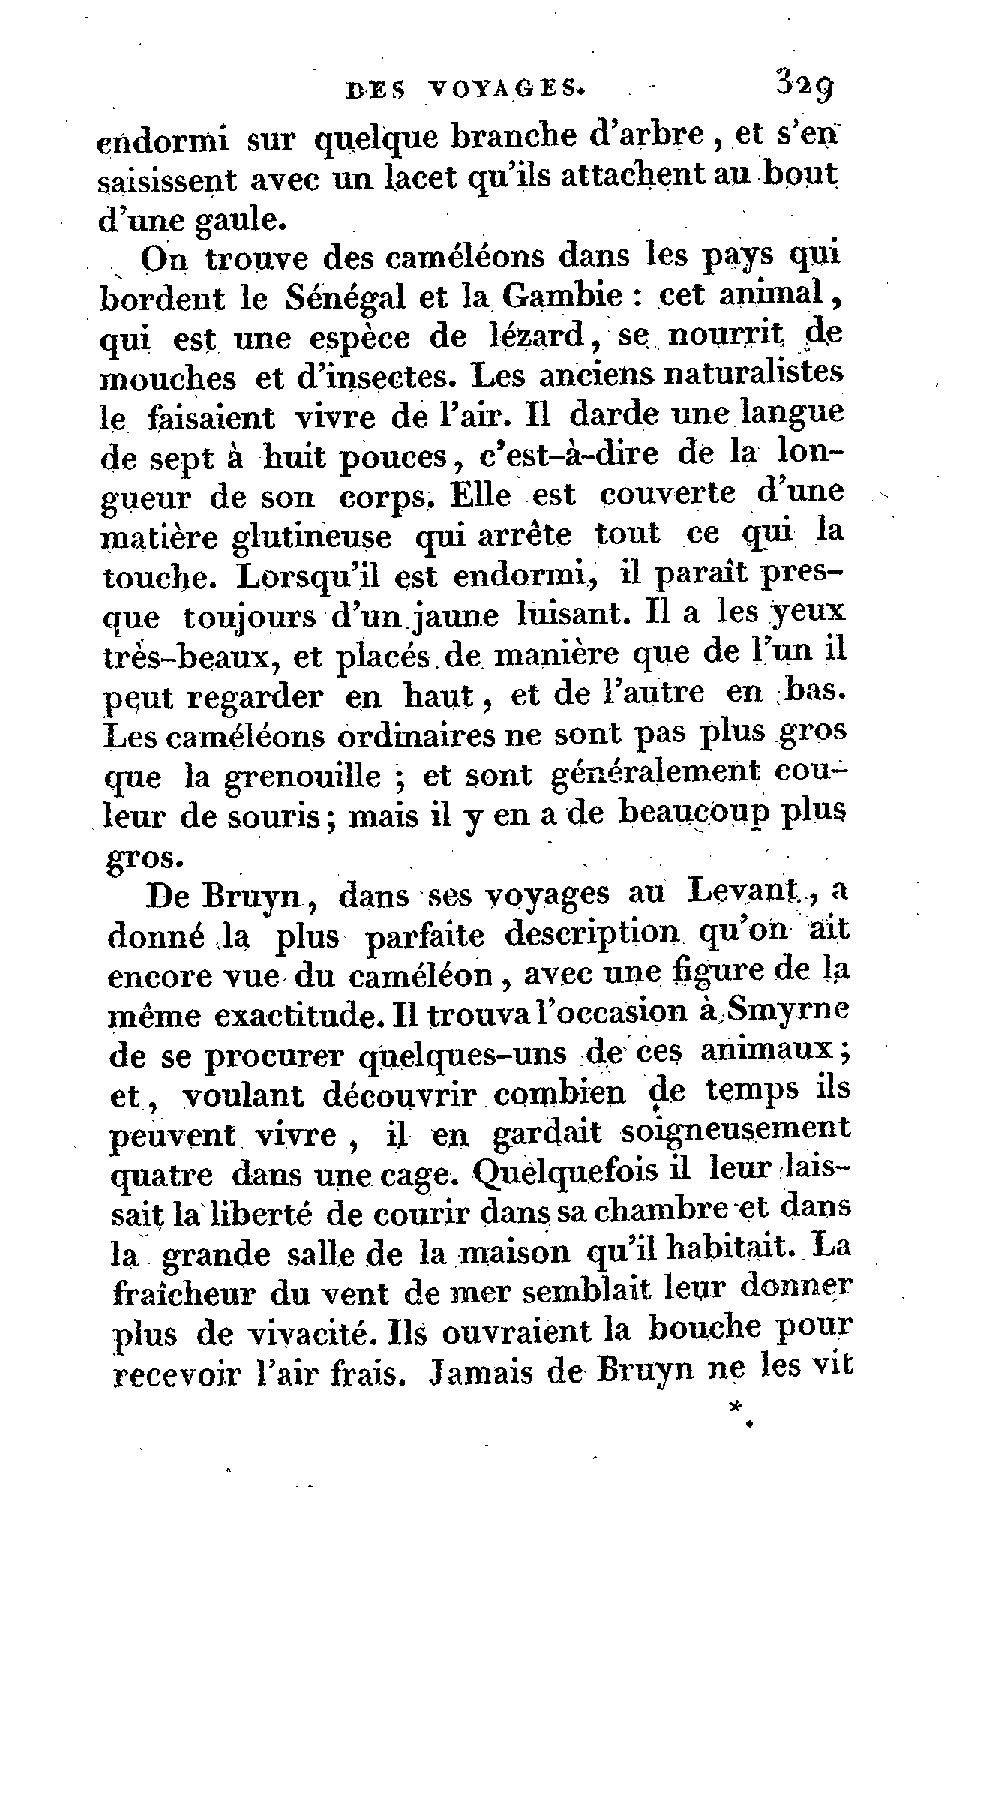 DES VOYAGES. 329
endormi sur quelque branche d'arbre, et s'en
saisissent avec un lacet qu'ils attachent au bout
d'une gaule.
On trouve des caméléons dans les pays qui
bordent le Sénégal et la Gambie : cet animal,
qui est une espèce de lézard, se nourrit de
mouches et d'insectes. Les anciens naturalistes
le faisaient vivre de l'air. Il darde une langue
de sept à huit pouces, c'est-à-dire de la lon-
gueur de son corps. Elle est couverte d'une
matière glutineuse qui arrête tout ce qui la
touche. Lorsqu'il est endormi, il paraît pres-
que toujours d'un jaune luisant. Il a les yeux
très-beaux, et placés de manière que de l'un il
peut regarder en haut, et de l'autre en bas.
Les caméléons ordinaires ne sont pas plus gros
que la grenouille ; et sont généralement cou-
leur de souris ; mais il y en a de beaucoup plus
gros.
De Bruyn, dans ses voyages au Levant, a
donné la plus parfaite description qu'on ait
encore vue du caméléon, avec une figure de la
même exactitude. Il trouva l'occasion à Smyrne
de se procurer quelques-uns de ces animaux ;
et, voulant découvrir combien de temps ils
peuvent vivre, il en gardait soigneusement
quatre dans une cage. Quelquefois il leur lais-
sait la liberté de courir dans sa chambre et dans
la grande salle de la maison qu'il habitait. La
fraîcheur du vent de mer semblait leur donner
plus de vivacité. Ils ouvraient la bouche pour
recevoir l'air frais. Jamais de Bruyn ne les vit
*.